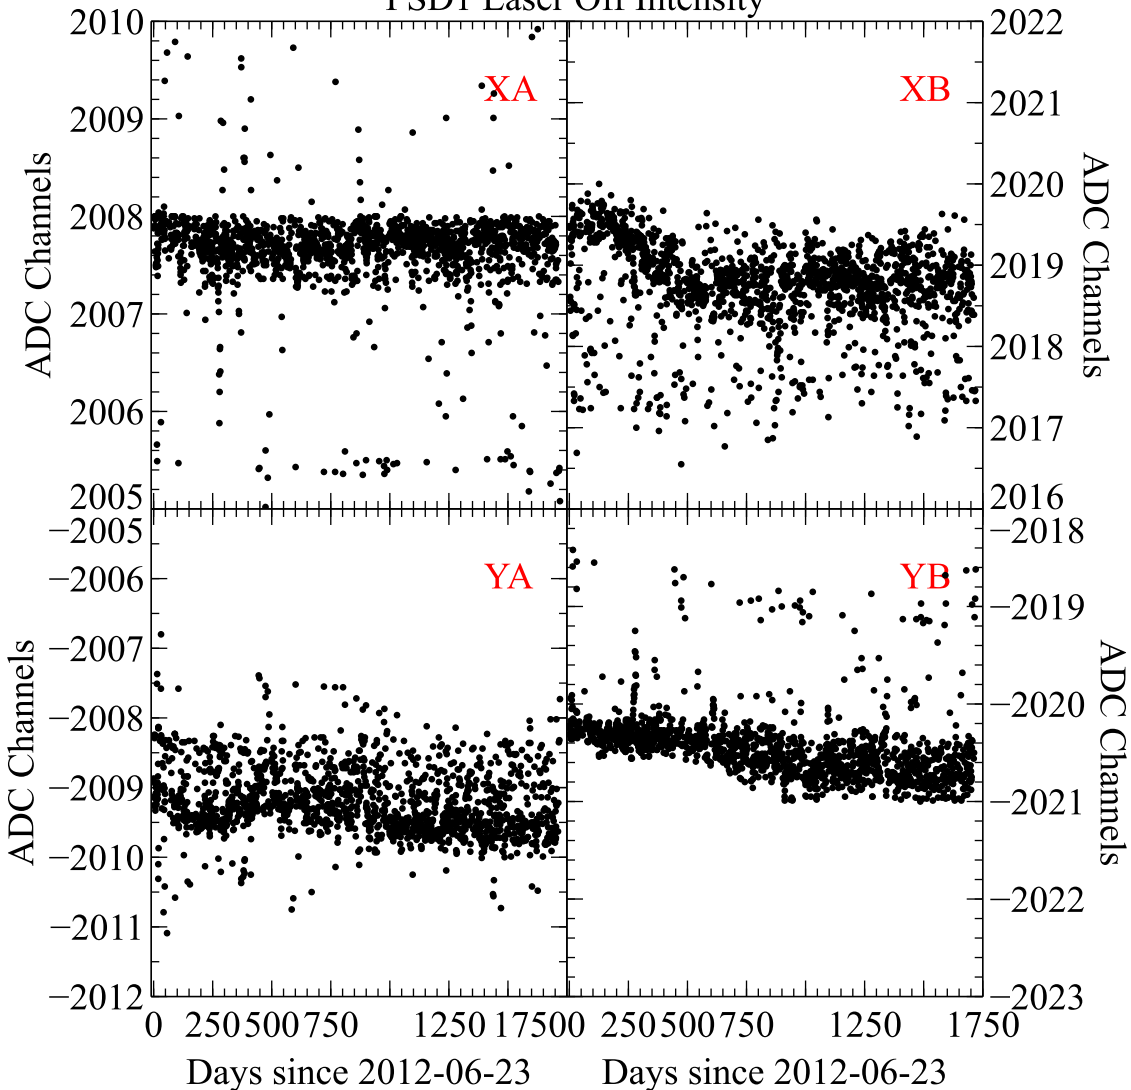 PSD1 Laser Off Intensity
2010
2009
2008
2007
2006
2005
ADC Channels
XA
XB
2022
2021
2020
2019
2018
2017
2016
ADC Channels
−2005
−2006
−2007
−2008
−2009
−2010
−2011
−2012
ADC Channels
YA
YB
−2018
−2019
−2020
−2021
−2022
−2023
ADC Channels
0 250 500 750 1250 1750 0 250 500 750 1250 1750
Days since 2012-06-23 Days since 2012-06-23